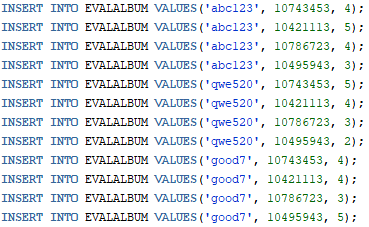 INSERT INTO EVALALBUM VALUES('abc123', 10743453, 4);
INSERT INTO EVALALBUM VALUES('abc123', 10421113, 5);
INSERT INTO EVALALBUM VALUES('abc123', 10786723, 4);
INSERT INTO EVALALBUM VALUES('abc123', 10495943, 3);
INSERT INTO EVALALBUM VALUES('qwe520', 10743453, 5);
INSERT INTO EVALALBUM VALUES('qwe520', 10421113, 4);
INSERT INTO EVALALBUM VALUES('qwe520', 10786723, 3);
INSERT INTO EVALALBUM VALUES('qwe520', 10495943, 2);
INSERT INTO EVALALBUM VALUES('good7', 10743453, 4);
INSERT INTO EVALALBUM VALUES('good7', 10421113, 4);
INSERT INTO EVALALBUM VALUES('good7', 10786723, 3);
INSERT INTO EVALALBUM VALUES('good7', 10495943, 5);